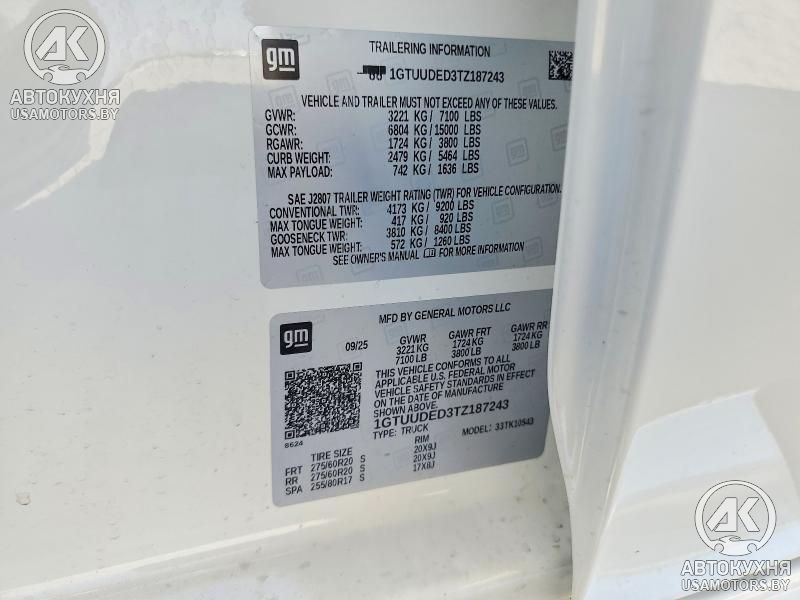 AK
АВТОКУХНЯ
USAMOTORS.BY
gm
TRAILERING INFORMATION
1GTUUDED3TZ187243
VEHICLE AND TRAILER MUST NOT EXCEED ANY OF THESE VALUES.
GVWR: 3221 KG / 7100 LBS
GCWR: 6804 KG / 15000 LBS
RGAWR: 1724 KG / 3800 LBS
CURB WEIGHT: 2479 KG / 5464 LBS
MAX PAYLOAD: 742 KG / 1636 LBS
SAE J2807 TRAILER WEIGHT RATING (TWR) FOR VEHICLE CONFIGURATION.
CONVENTIONAL TWR: 4173 KG / 9200 LBS
MAX TONGUE WEIGHT: 417 KG / 920 LBS
GOOSENECK TWR: 3810 KG / 8400 LBS
MAX TONGUE WEIGHT: 572 KG / 1260 LBS
SEE OWNER'S MANUAL FOR MORE INFORMATION
gm
MFD BY GENERAL MOTORS LLC
09/25 GVWR GAWR FRT GAWR RR
3221KG 1724 KG 1724 KG
7100 LB 3800 LB 3800 LB
THIS VEHICLE CONFORMS TO ALL
APPLICABLE U.S. FEDERAL MOTOR
VEHICLE SAFETY STANDARDS IN EFFECT
ON THE DATE OF MANUFACTURE
SHOWN ABOVE.
1GTUUDED3TZ187243
TYPE: TRUCK MODEL: 33TK10543
8624
TIRE SIZE RIM
FRT 275/60R20 S 20X9J
RR 275/60R20 S 20X9J
SPA 255/80R17 S 17X8J
AK
АВТОКУХНЯ
USAMOTORS.BY